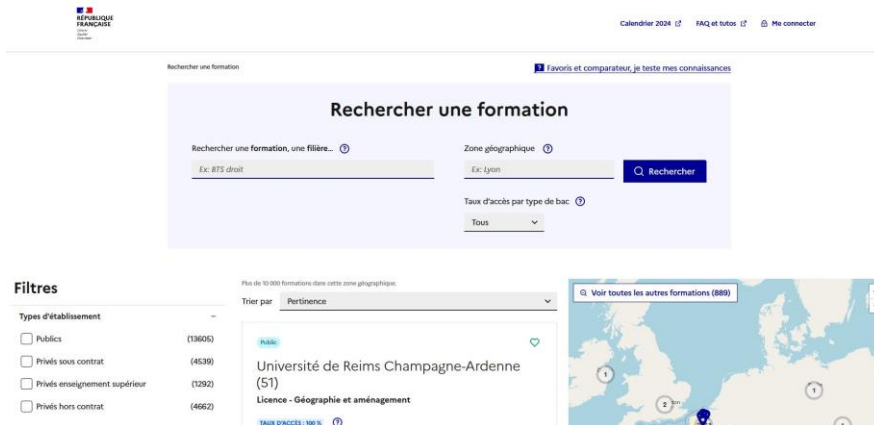 RÉPUBLIQUE
FRANÇAISE
Calendrier 2024
FAQ et tutos
Me connecter
Rechercher une formation
Favoris et comparateur, je teste mes connaissances
Rechercher une formation
Rechercher une formation, une filière...
Zone géographique
Ex: BTS droit
Ex: Lyon
Rechercher
Taux d'accès par type de bac
Tous
Filtres
Plus de 10 000 formations dans cette zone géographique.
Trier par Pertinence
Voir toutes les autres formations (889)
Types d'établissement
Publics (13605)
Privés sous contrat (4539)
Privés enseignement supérieur (1292)
Privés hors contrat (4662)
Public
Université de Reims Champagne-Ardenne
(51)
Licence - Géographie et aménagement
TAUX D'ACCÈS : 100 %
1
2
1